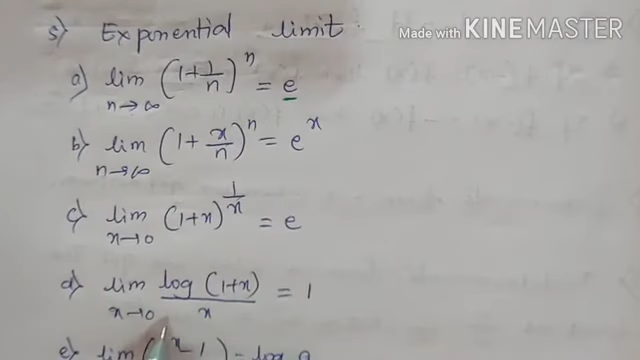 Made with KINEMASTER
5) Exponential limit.
a) lim n→∞ (1+1/n)^n = e
b) lim n→∞ (1+x/n)^n = e^x
c) lim x→0 (1+x)^(1/x) = e
d) lim x→0 log (1+x)/x = 1
e) lim